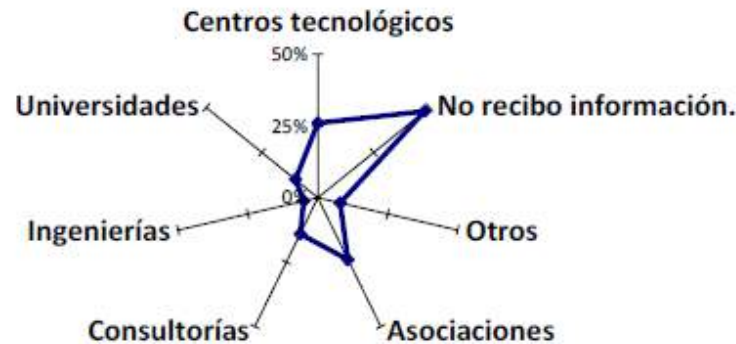 Centros tecnológicos
50%
Universidades
No recibo información.
25%
0%
Ingenierías
Otros
Consultorías
Asociaciones